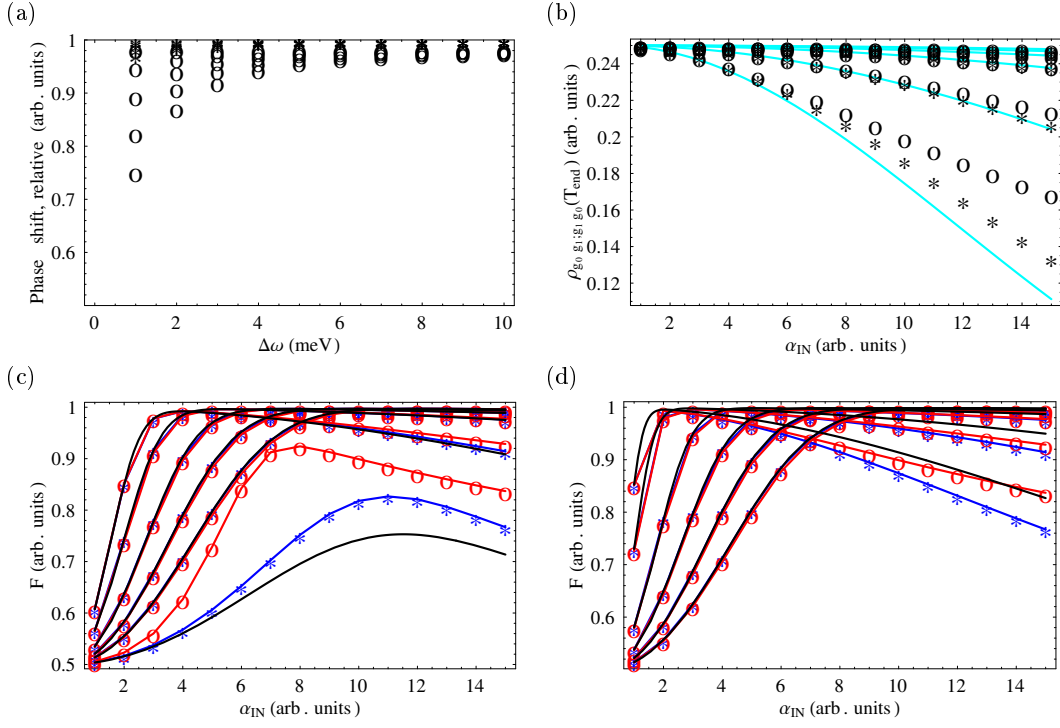 (a)
Phase shift, relative (arb. units)
1
0.9
0.8
0.7
0.6
0 2 4 6 8 10
Δω (meV)
(b)
ρg0 g1;g1 g0(Tend) (arb. units)
0.24
0.22
0.2
0.18
0.16
0.14
0.12
2 4 6 8 10 12 14
αIN (arb. units)
(c)
F (arb. units)
1
0.9
0.8
0.7
0.6
0.5
2 4 6 8 10 12 14
αIN (arb. units)
(d)
F (arb. units)
1
0.9
0.8
0.7
0.6
2 4 6 8 10 12 14
αIN (arb. units)